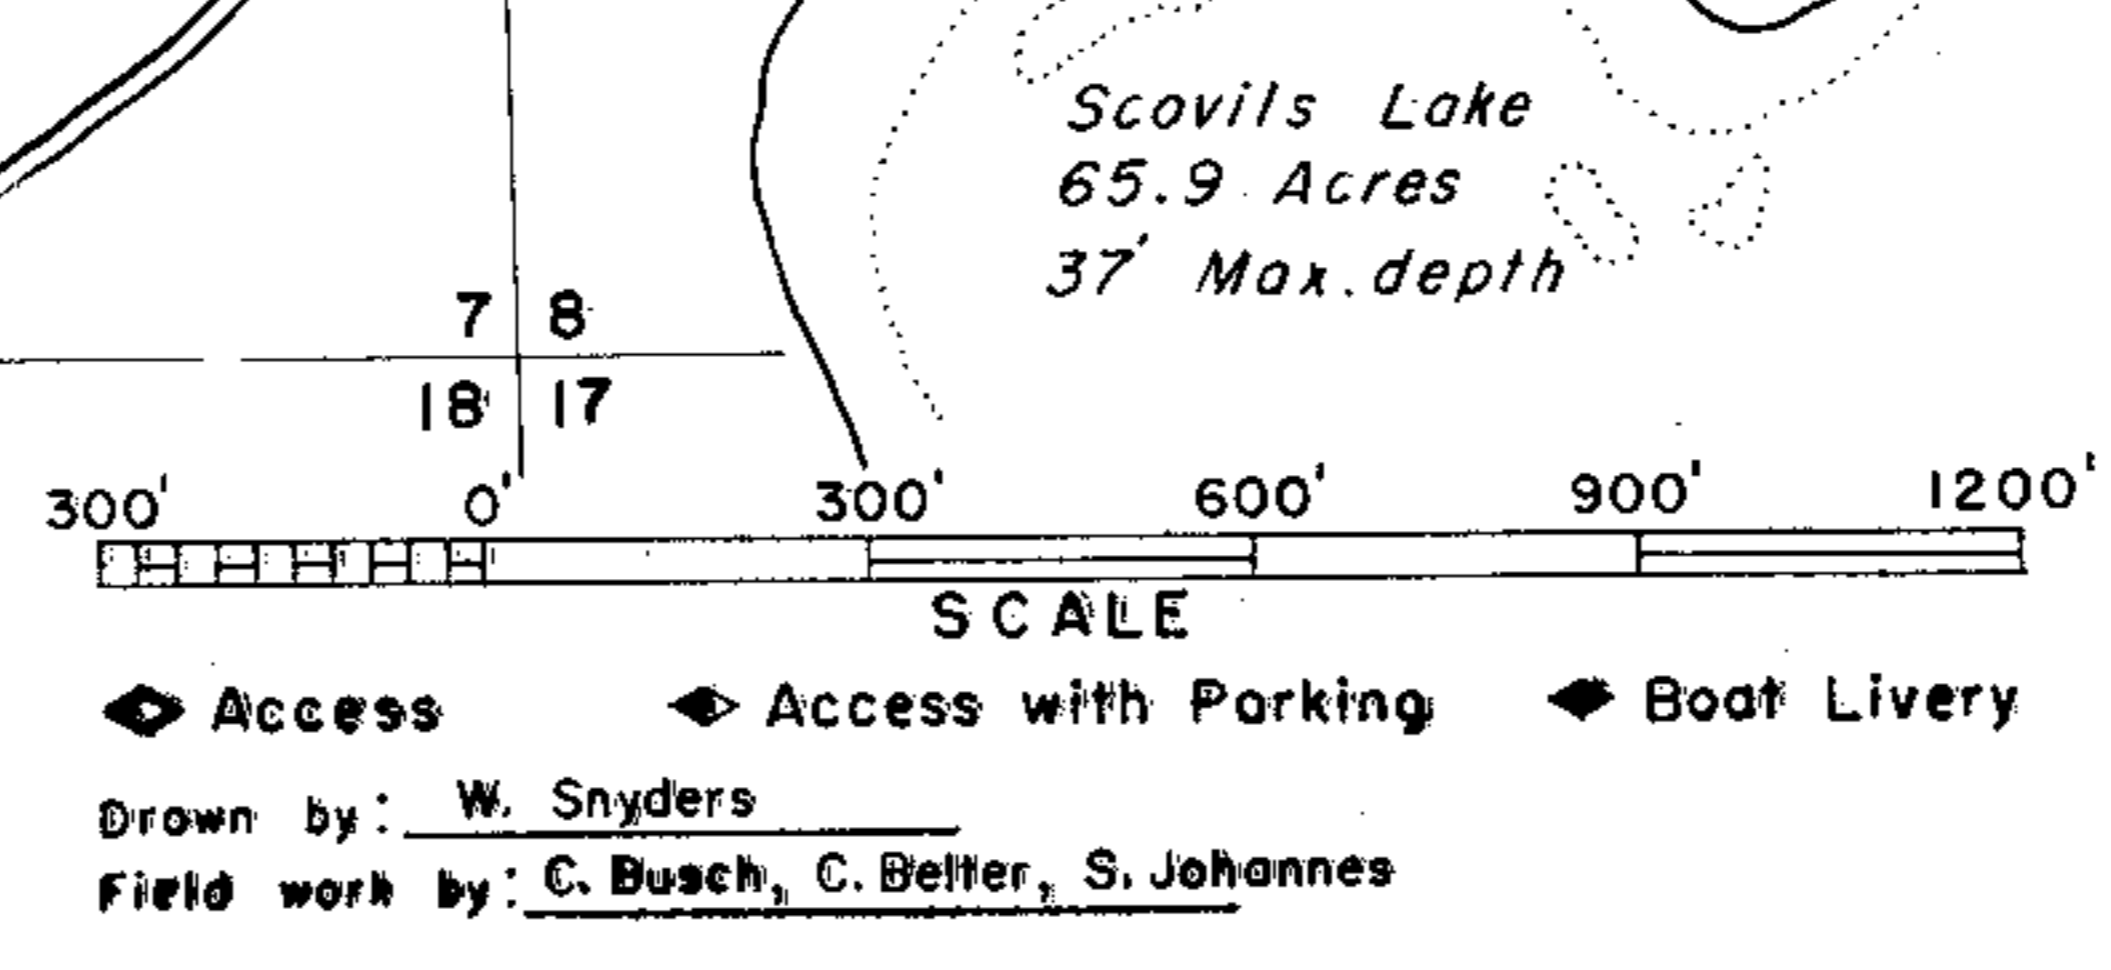 Scovils Lake
65.9 Acres
37' Max. depth
7 8
18 17
300' 0' 300' 600' 900' 1200'
SCALE
Access Access with Parking Boat Livery
Drawn by: W. Snyders
Field work by: C. Busch, C. Belter, S. Johannes